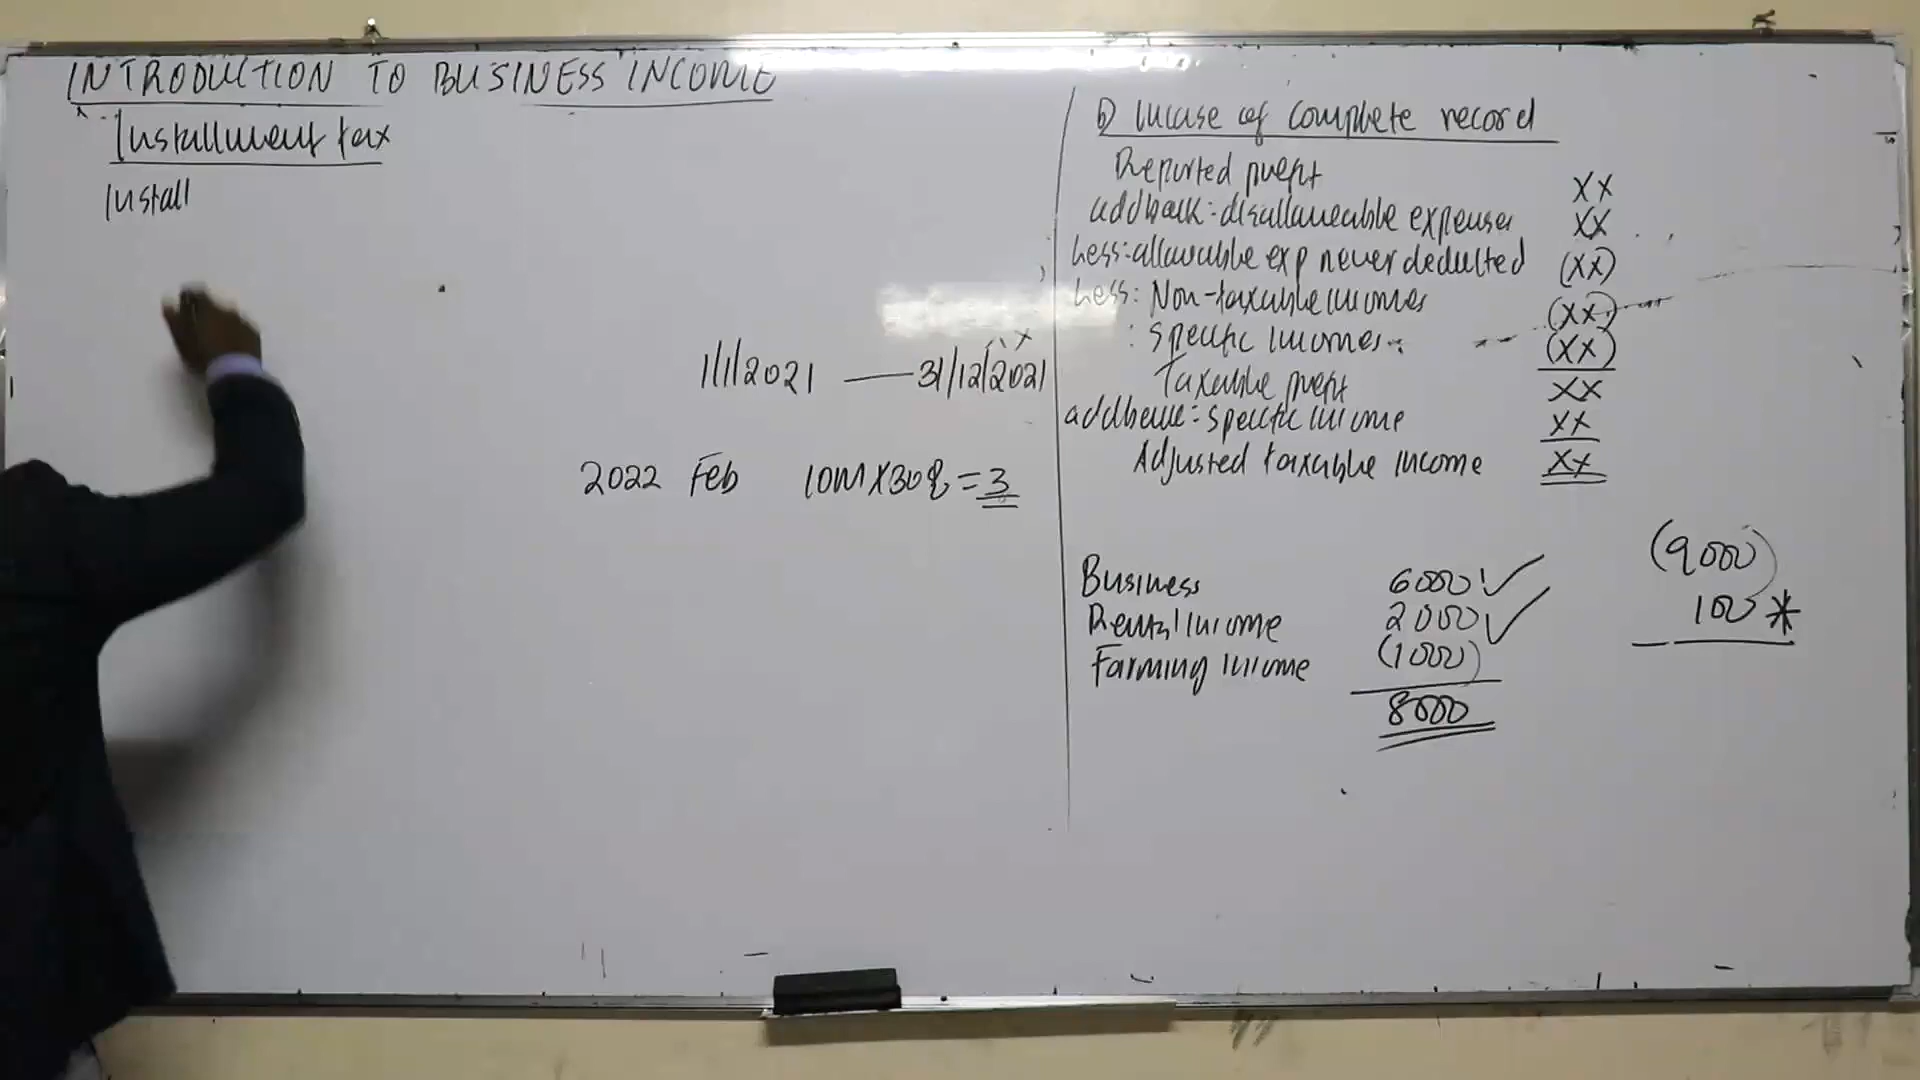 INTRODUCTION TO BUSINESS INCOME
Installment tax
Install
1/1/2021 — 31/12/2021
2022 Feb 10M X 30% = 3
b) Incase of complete record
Reported profit XX
addback: disallaweable expenses XX
Less: allawable exp never deducted (XX)
Less: Non-taxable incomes (XX)
: Specific incomes (XX)
Taxable profit XX
addback: specific income XX
Adjusted taxable income XX
Business 6000 ✓
Rental income 2000 ✓
Farming income (1000)
8000
(9000)
100 *